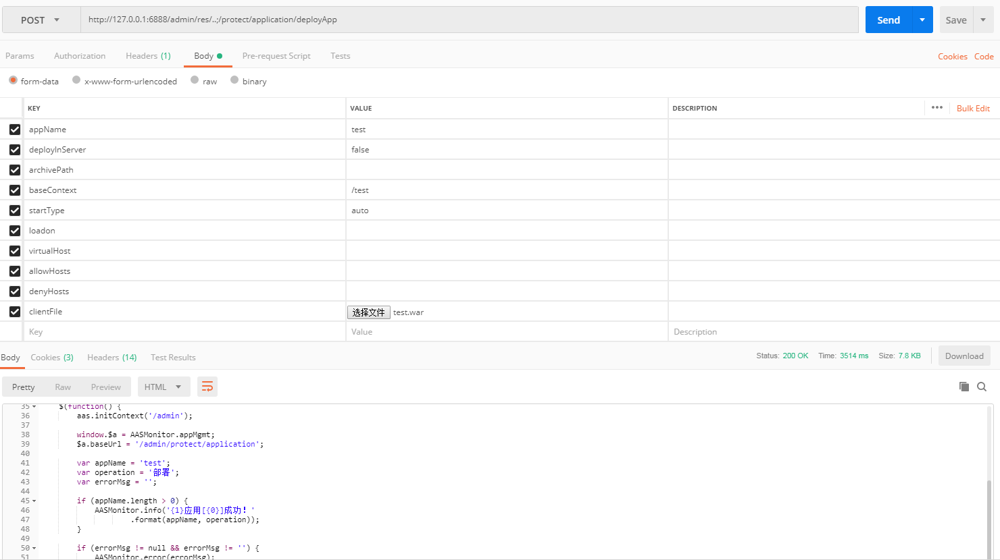 POST http://127.0.0.1:6888/admin/res/..;/protect/application/deployApp Send Save
Params Authorization Headers (1) Body Pre-request Script Tests Cookies Code
form-data x-www-form-urlencoded raw binary
KEY VALUE DESCRIPTION ••• Bulk Edit
appName test
deployInServer false
archivePath
baseContext /test
startType auto
loadon
virtualHost
allowHosts
denyHosts
clientFile 选择文件 test.war
Key Value Description
Body Cookies (3) Headers (14) Test Results Status: 200 OK Time: 3514 ms Size: 7.8 KB Download
Pretty Raw Preview HTML
35 $(function() {
36 aas.initContext('/admin');
37
38 window.$a = AASMonitor.appMgmt;
39 $a.baseUrl = '/admin/protect/application';
40
41 var appName = 'test';
42 var operation = '部署';
43 var errorMsg = '';
44
45 if (appName.length > 0) {
46 AASMonitor.info('{1}应用[{0}]成功！'
47 .format(appName, operation));
48 }
49
50 if (errorMsg != null && errorMsg != '') {
51 AASMonitor.error(errorMsg);